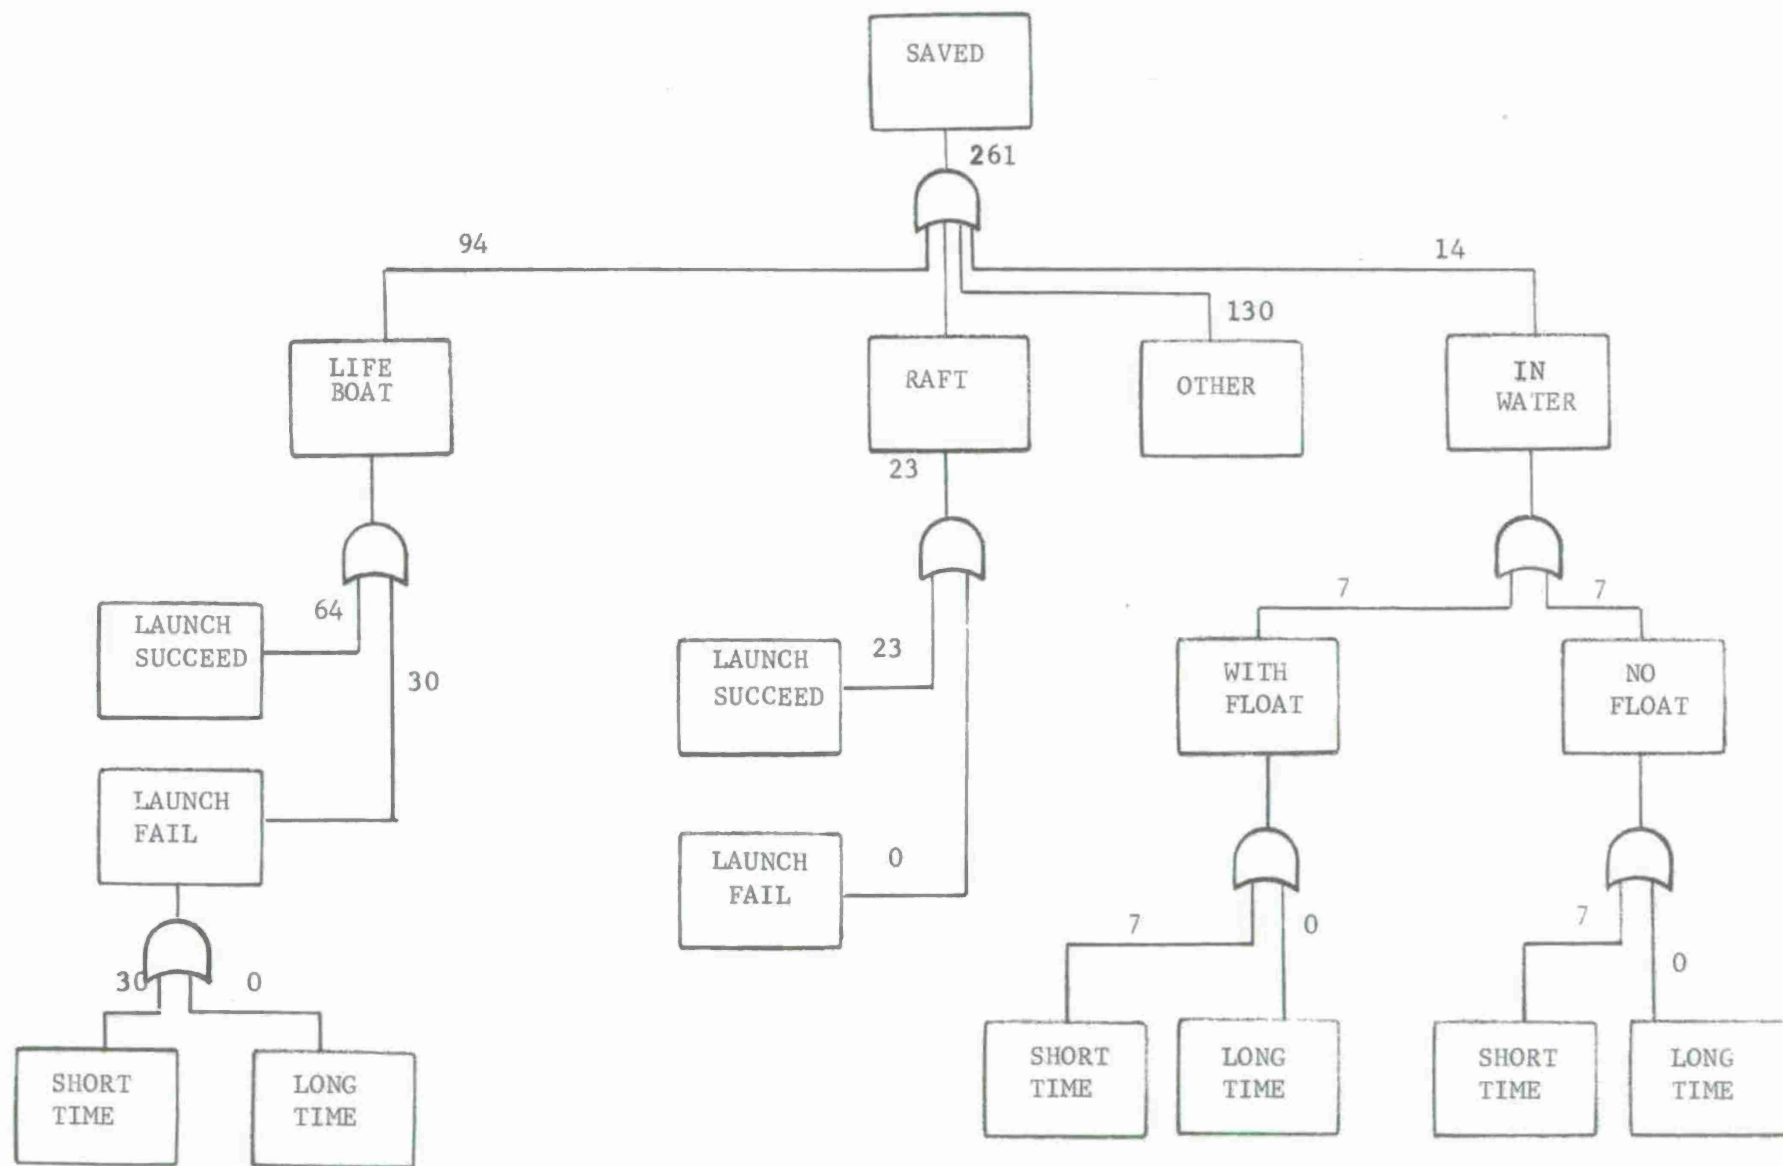 SAVED
261
94
14
130
LIFE
BOAT
RAFT
OTHER
IN
WATER
23
64
LAUNCH
SUCCEED
30
LAUNCH
FAIL
30
0
SHORT
TIME
LONG
TIME
23
LAUNCH
SUCCEED
0
LAUNCH
FAIL
7
7
WITH
FLOAT
NO
FLOAT
7
0
7
0
SHORT
TIME
LONG
TIME
SHORT
TIME
LONG
TIME